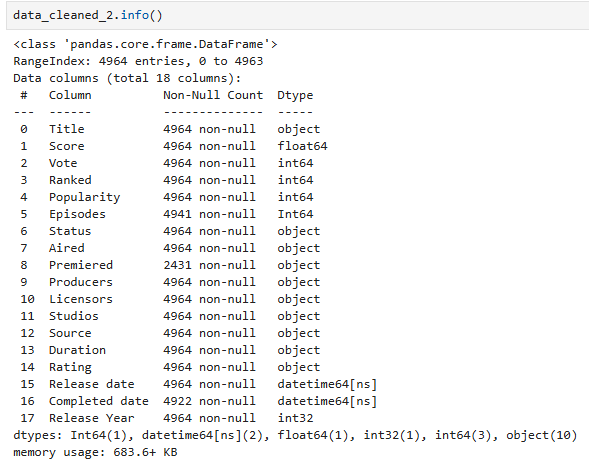 data_cleaned_2.info()
<class 'pandas.core.frame.DataFrame'>
RangeIndex: 4964 entries, 0 to 4963
Data columns (total 18 columns):
 #   Column          Non-Null Count  Dtype
---  ------          --------------  -----
 0   Title           4964 non-null   object
 1   Score           4964 non-null   float64
 2   Vote            4964 non-null   int64
 3   Ranked          4964 non-null   int64
 4   Popularity      4964 non-null   int64
 5   Episodes        4941 non-null   Int64
 6   Status          4964 non-null   object
 7   Aired           4964 non-null   object
 8   Premiered       2431 non-null   object
 9   Producers       4964 non-null   object
 10  Licensors       4964 non-null   object
 11  Studios         4964 non-null   object
 12  Source          4964 non-null   object
 13  Duration        4964 non-null   object
 14  Rating          4964 non-null   object
 15  Release date    4964 non-null   datetime64[ns]
 16  Completed date  4922 non-null   datetime64[ns]
 17  Release Year    4964 non-null   int32
dtypes: Int64(1), datetime64[ns](2), float64(1), int32(1), int64(3), object(10)
memory usage: 683.6+ KB